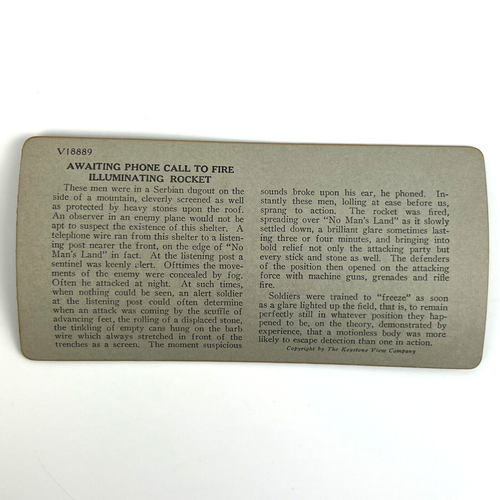 V18889
AWAITING PHONE CALL TO FIRE
ILLUMINATING ROCKET
These men were in a Serbian dugout on the
side of a mountain, cleverly screened as well
as protected by heavy stones upon the roof.
An observer in an enemy plane would not be
apt to suspect the existence of this shelter. A
telephone wire ran from this shelter to a listen-
ing post nearer the front, on the edge of "No
Man's Land" in fact. At the listening post a
sentinel was keenly alert. Ofttimes the move-
ments of the enemy were concealed by fog.
Often he attacked at night. At such times,
when nothing could be seen, an alert soldier
at the listening post could often determine
when an attack was coming by the scuffle of
advancing feet, the rolling of a displaced stone,
the tinkling of empty cans hung on the barb
wire which always stretched in front of the
trenches as a screen. The moment suspicious
sounds broke upon his ear, he phoned. In-
stantly these men, lolling at ease before us,
sprang to action. The rocket was fired,
spreading over "No Man's Land" as it slowly
settled down, a brilliant glare sometimes last-
ing three or four minutes, and bringing into
bold relief not only the attacking party but
every stick and stone as well. The defenders
of the position then opened on the attacking
force with machine guns, grenades and rifle
fire.
Soldiers were trained to "freeze" as soon
as a glare lighted up the field, that is, to remain
perfectly still in whatever position they hap-
pened to be, on the theory, demonstrated by
experience, that a motionless body was more
likely to escape detection than one in action.
Copyright by The Keystone View Company